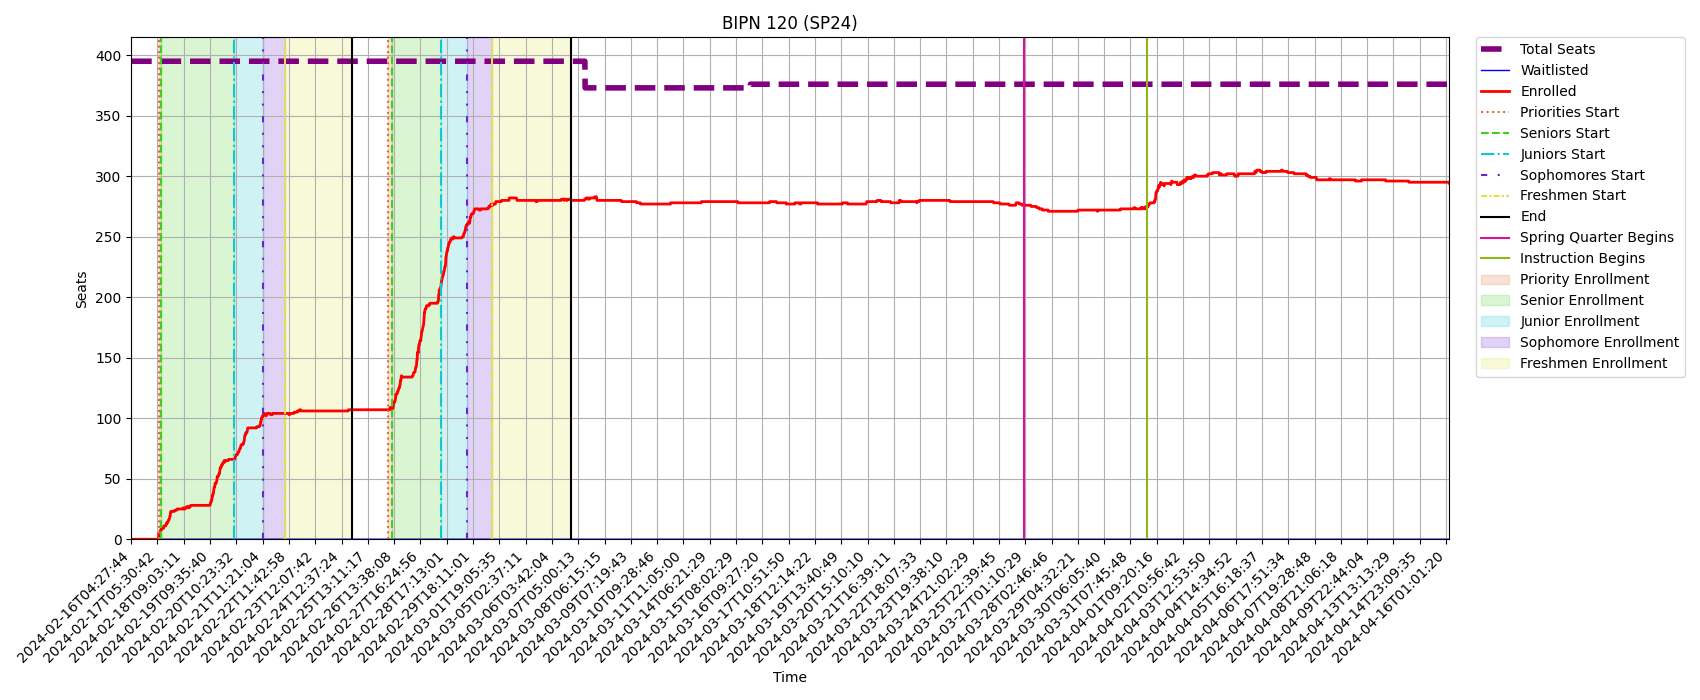 BIPN 120 (SP24)
400
350
300
250
200
150
100
50
0
Seats
2024-02-16T04:27:44
2024-02-17T05:30:42
2024-02-18T09:03:11
2024-02-19T09:35:40
2024-02-20T10:23:32
2024-02-21T11:21:04
2024-02-22T11:42:58
2024-02-23T12:07:42
2024-02-24T12:37:24
2024-02-25T13:11:17
2024-02-26T13:38:08
2024-02-27T16:24:56
2024-02-28T17:13:01
2024-02-29T18:11:01
2024-03-01T19:05:35
2024-03-05T02:37:11
2024-03-06T03:42:04
2024-03-07T05:00:13
2024-03-08T06:15:15
2024-03-09T07:19:43
2024-03-10T09:28:46
2024-03-11T11:05:00
2024-03-14T06:21:29
2024-03-15T08:02:29
2024-03-16T09:27:20
2024-03-17T10:51:50
2024-03-18T12:14:22
2024-03-19T13:40:49
2024-03-20T15:10:10
2024-03-21T16:39:11
2024-03-22T18:07:33
2024-03-23T19:38:10
2024-03-24T21:02:29
2024-03-25T22:39:45
2024-03-27T01:10:29
2024-03-28T02:46:46
2024-03-29T04:32:21
2024-03-30T06:05:40
2024-03-31T07:45:48
2024-04-01T09:20:16
2024-04-02T10:56:42
2024-04-03T12:53:50
2024-04-04T14:34:52
2024-04-05T16:18:37
2024-04-06T17:51:34
2024-04-07T19:28:48
2024-04-08T21:06:18
2024-04-09T22:44:04
2024-04-13T13:13:29
2024-04-14T23:09:35
2024-04-16T01:01:20
Time
Total Seats
Waitlisted
Enrolled
Priorities Start
Seniors Start
Juniors Start
Sophomores Start
Freshmen Start
End
Spring Quarter Begins
Instruction Begins
Priority Enrollment
Senior Enrollment
Junior Enrollment
Sophomore Enrollment
Freshmen Enrollment